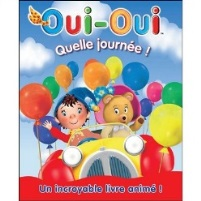 Oui-Oui
Quelle journée !
Un incroyable livre animé !